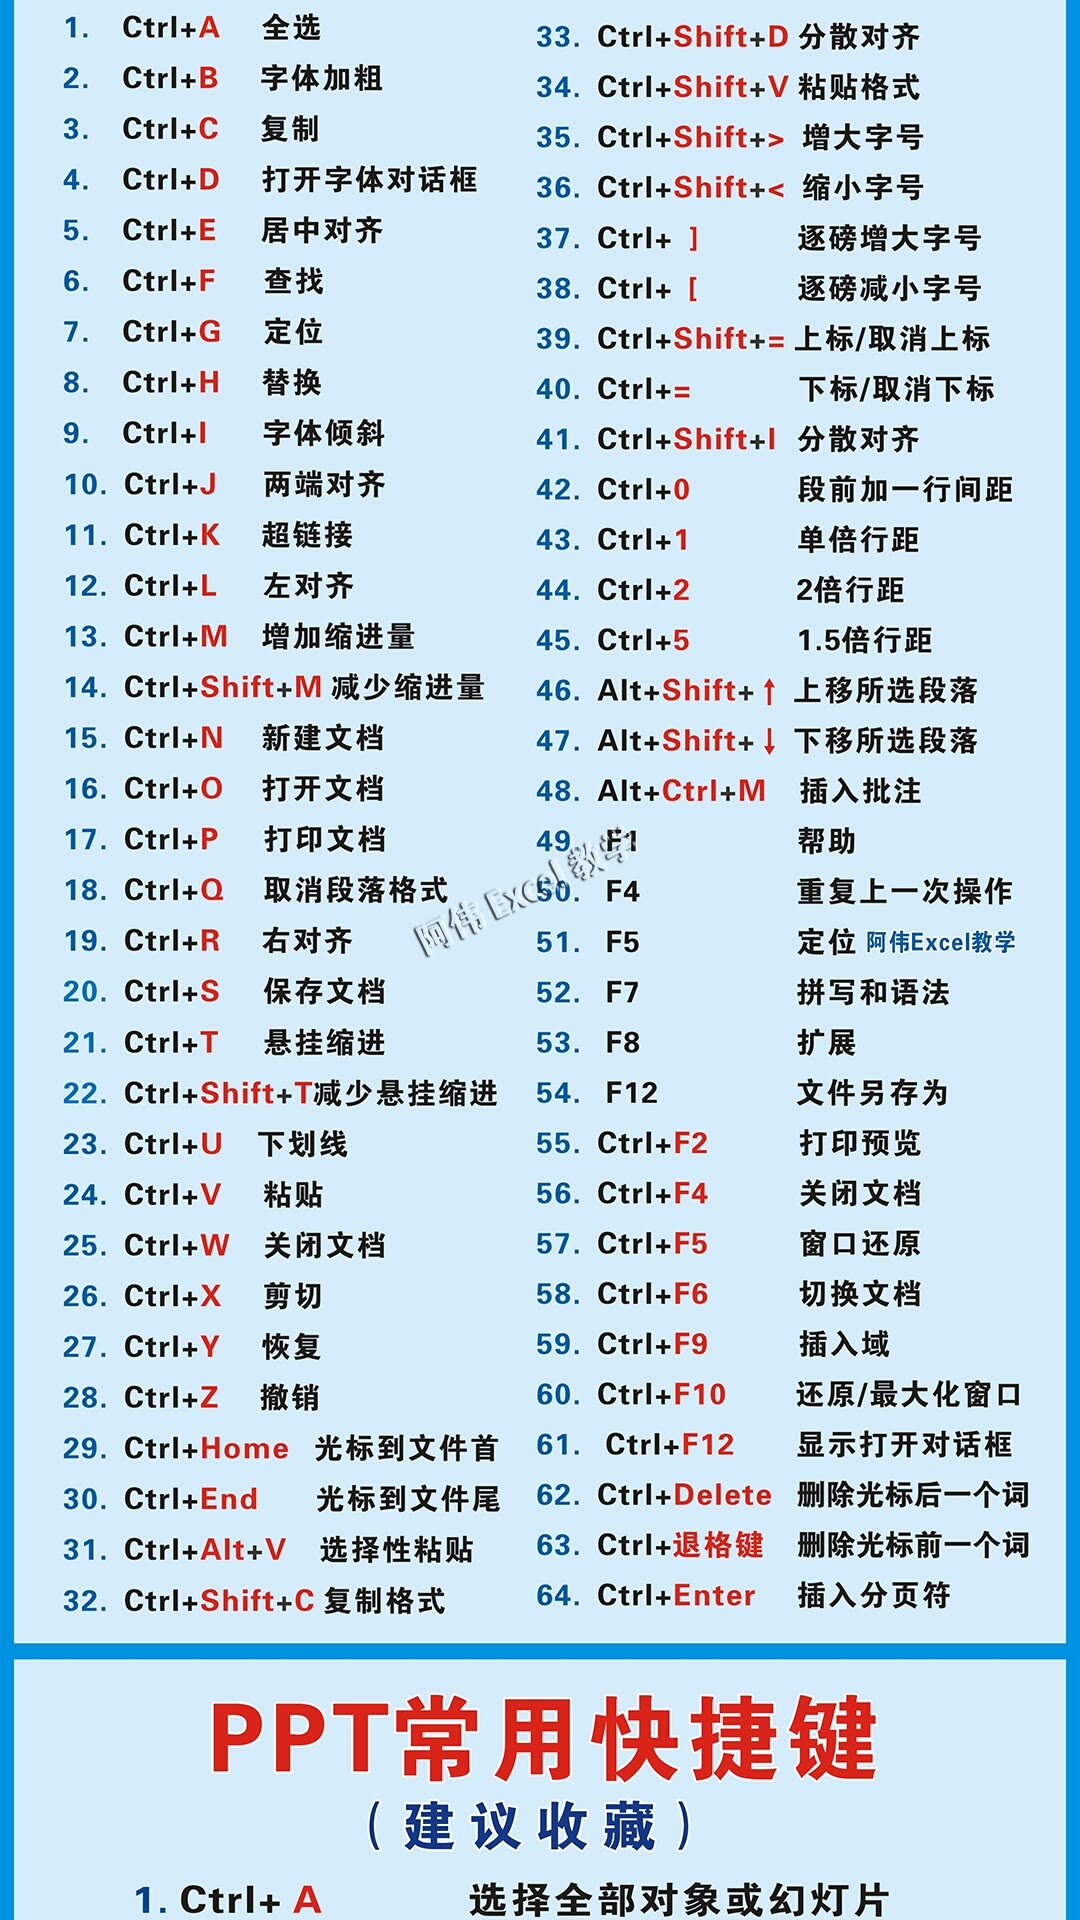 1. Ctrl+A 全选
2. Ctrl+B 字体加粗
3. Ctrl+C 复制
4. Ctrl+D 打开字体对话框
5. Ctrl+E 居中对齐
6. Ctrl+F 查找
7. Ctrl+G 定位
8. Ctrl+H 替换
9. Ctrl+I 字体倾斜
10. Ctrl+J 两端对齐
11. Ctrl+K 超链接
12. Ctrl+L 左对齐
13. Ctrl+M 增加缩进量
14. Ctrl+Shift+M 减少缩进量
15. Ctrl+N 新建文档
16. Ctrl+O 打开文档
17. Ctrl+P 打印文档
18. Ctrl+Q 取消段落格式
19. Ctrl+R 右对齐
20. Ctrl+S 保存文档
21. Ctrl+T 悬挂缩进
22. Ctrl+Shift+T减少悬挂缩进
23. Ctrl+U 下划线
24. Ctrl+V 粘贴
25. Ctrl+W 关闭文档
26. Ctrl+X 剪切
27. Ctrl+Y 恢复
28. Ctrl+Z 撤销
29. Ctrl+Home 光标到文件首
30. Ctrl+End 光标到文件尾
31. Ctrl+Alt+V 选择性粘贴
32. Ctrl+Shift+C 复制格式
33. Ctrl+Shift+D 分散对齐
34. Ctrl+Shift+V 粘贴格式
35. Ctrl+Shift+> 增大字号
36. Ctrl+Shift+< 缩小字号
37. Ctrl+ ] 逐磅增大字号
38. Ctrl+ [ 逐磅减小字号
39. Ctrl+Shift+= 上标/取消上标
40. Ctrl+= 下标/取消下标
41. Ctrl+Shift+I 分散对齐
42. Ctrl+0 段前加一行间距
43. Ctrl+1 单倍行距
44. Ctrl+2 2倍行距
45. Ctrl+5 1.5倍行距
46. Alt+Shift+↑ 上移所选段落
47. Alt+Shift+↓ 下移所选段落
48. Alt+Ctrl+M 插入批注
49. F1 帮助
50. F4 重复上一次操作
51. F5 定位 阿伟Excel教学
52. F7 拼写和语法
53. F8 扩展
54. F12 文件另存为
55. Ctrl+F2 打印预览
56. Ctrl+F4 关闭文档
57. Ctrl+F5 窗口还原
58. Ctrl+F6 切换文档
59. Ctrl+F9 插入域
60. Ctrl+F10 还原/最大化窗口
61. Ctrl+F12 显示打开对话框
62. Ctrl+Delete 删除光标后一个词
63. Ctrl+退格键 删除光标前一个词
64. Ctrl+Enter 插入分页符
阿伟 Excel 教学
PPT常用快捷键
(建议收藏)
1. Ctrl+ A 选择全部对象或幻灯片